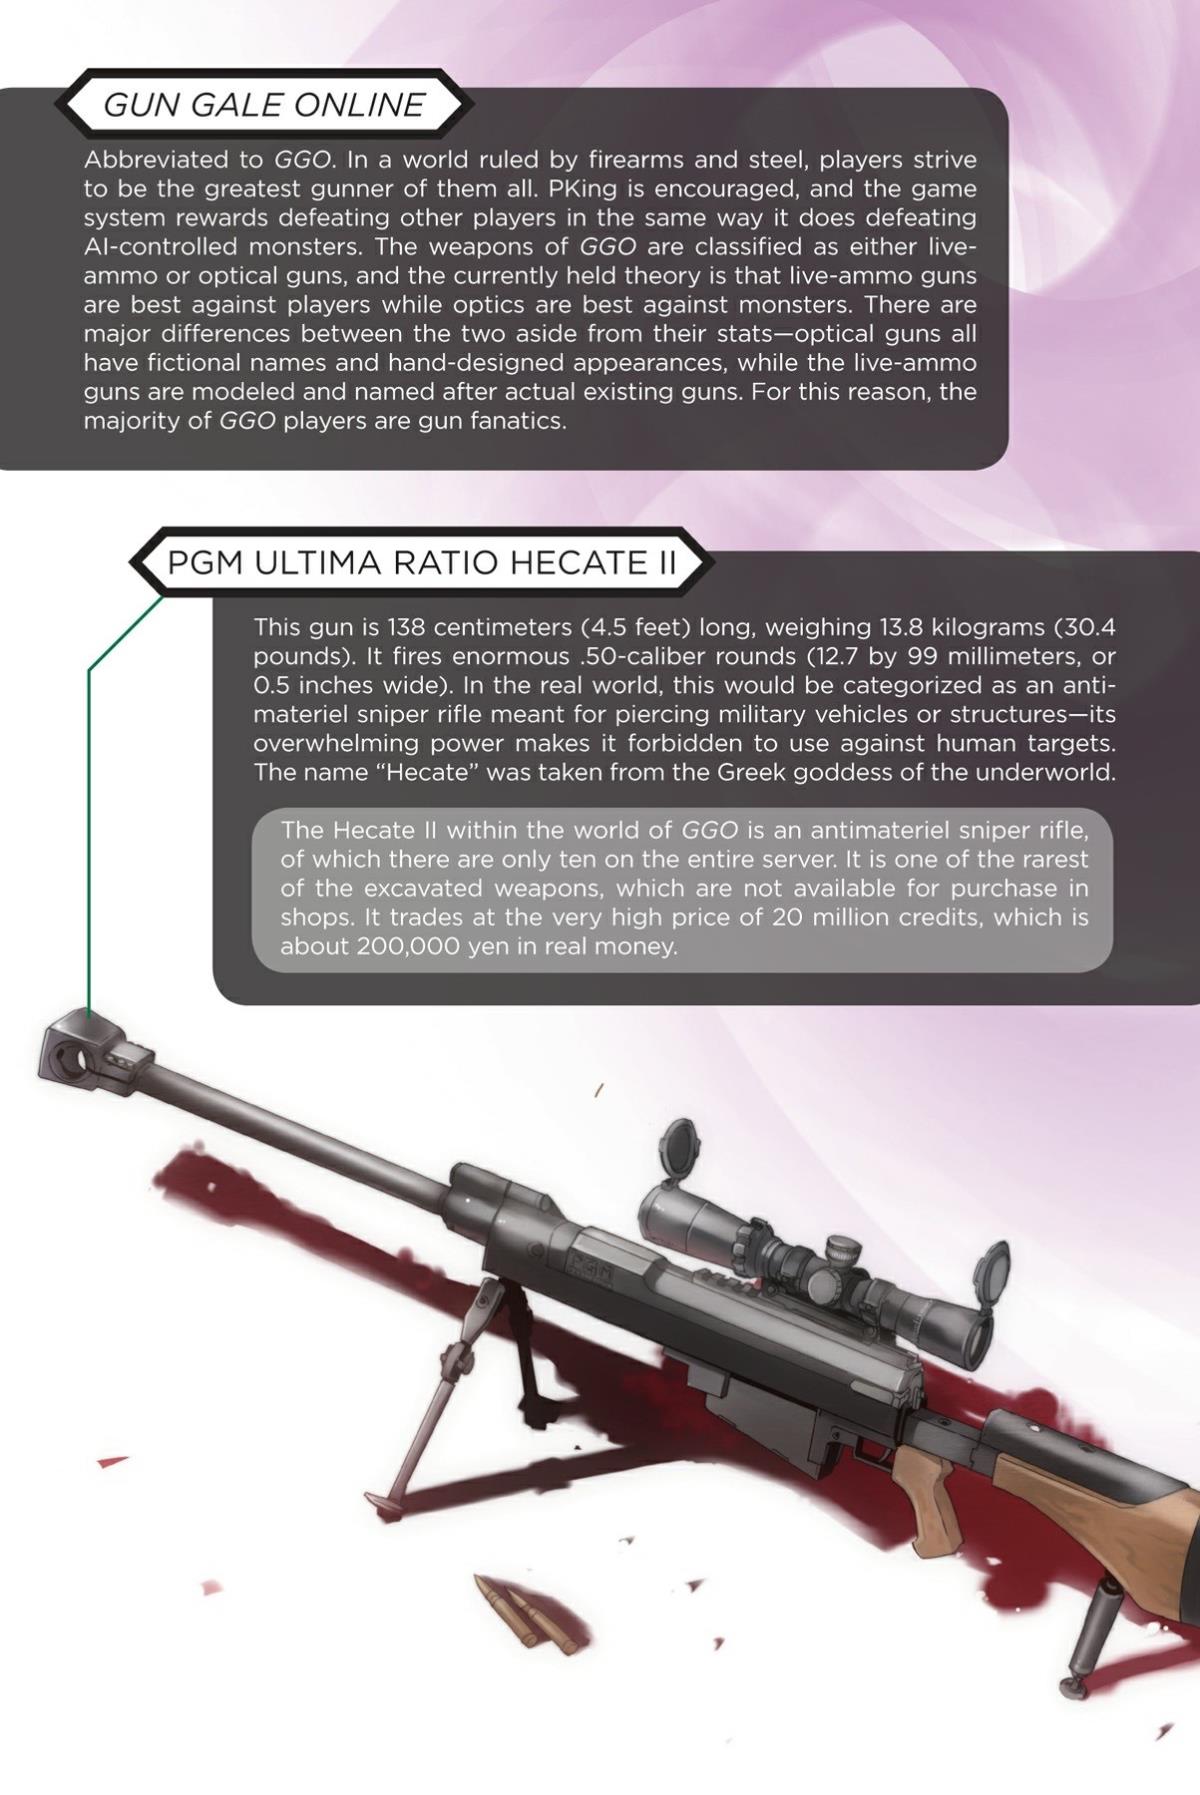 GUN GALE ONLINE
Abbreviated to GGO. In a world ruled by firearms and steel, players strive
to be the greatest gunner of them all. PKing is encouraged, and the game
system rewards defeating other players in the same way it does defeating
AI-controlled monsters. The weapons of GGO are classified as either live-
ammo or optical guns, and the currently held theory is that live-ammo guns
are best against players while optics are best against monsters. There are
major differences between the two aside from their stats—optical guns all
have fictional names and hand-designed appearances, while the live-ammo
guns are modeled and named after actual existing guns. For this reason, the
majority of GGO players are gun fanatics.
PGM ULTIMA RATIO HECATE II
This gun is 138 centimeters (4.5 feet) long, weighing 13.8 kilograms (30.4
pounds). It fires enormous .50-caliber rounds (12.7 by 99 millimeters, or
0.5 inches wide). In the real world, this would be categorized as an anti-
materiel sniper rifle meant for piercing military vehicles or structures—its
overwhelming power makes it forbidden to use against human targets.
The name “Hecate” was taken from the Greek goddess of the underworld.
The Hecate II within the world of GGO is an antimateriel sniper rifle,
of which there are only ten on the entire server. It is one of the rarest
of the excavated weapons, which are not available for purchase in
shops. It trades at the very high price of 20 million credits, which is
about 200,000 yen in real money.
PGM